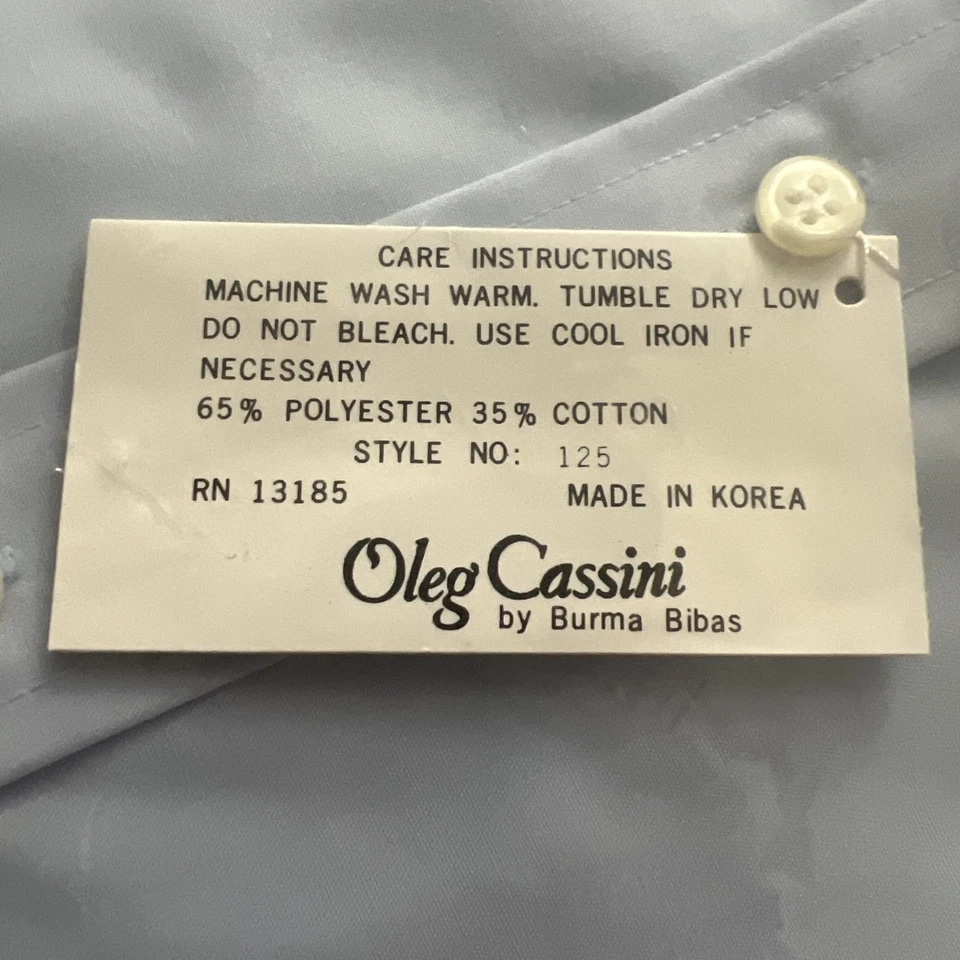 CARE INSTRUCTIONS
MACHINE WASH WARM. TUMBLE DRY LOW
DO NOT BLEACH. USE COOL IRON IF
NECESSARY
65% POLYESTER 35% COTTON
STYLE NO: 125
RN 13185 MADE IN KOREA
Oleg Cassini
by Burma Bibas